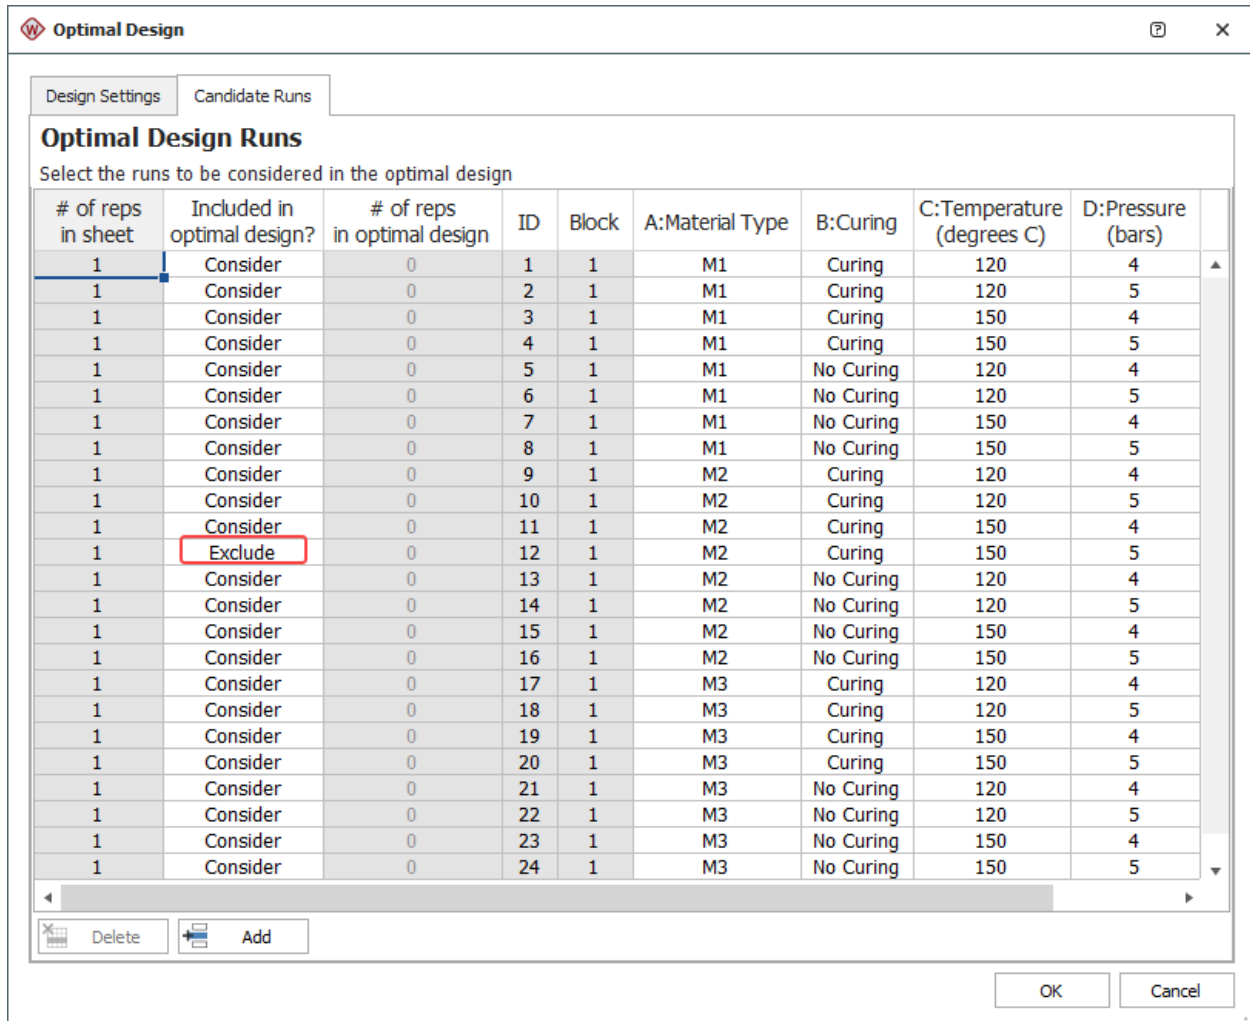 Optimal Design
Design Settings Candidate Runs
Optimal Design Runs
Select the runs to be considered in the optimal design
# of reps in sheet Included in optimal design? # of reps in optimal design ID Block A:Material Type B:Curing C:Temperature (degrees C) D:Pressure (bars)
1 Consider 0 1 1 M1 Curing 120 4
1 Consider 0 2 1 M1 Curing 120 5
1 Consider 0 3 1 M1 Curing 150 4
1 Consider 0 4 1 M1 Curing 150 5
1 Consider 0 5 1 M1 No Curing 120 4
1 Consider 0 6 1 M1 No Curing 120 5
1 Consider 0 7 1 M1 No Curing 150 4
1 Consider 0 8 1 M1 No Curing 150 5
1 Consider 0 9 1 M2 Curing 120 4
1 Consider 0 10 1 M2 Curing 120 5
1 Consider 0 11 1 M2 Curing 150 4
1 Exclude 0 12 1 M2 Curing 150 5
1 Consider 0 13 1 M2 No Curing 120 4
1 Consider 0 14 1 M2 No Curing 120 5
1 Consider 0 15 1 M2 No Curing 150 4
1 Consider 0 16 1 M2 No Curing 150 5
1 Consider 0 17 1 M3 Curing 120 4
1 Consider 0 18 1 M3 Curing 120 5
1 Consider 0 19 1 M3 Curing 150 4
1 Consider 0 20 1 M3 Curing 150 5
1 Consider 0 21 1 M3 No Curing 120 4
1 Consider 0 22 1 M3 No Curing 120 5
1 Consider 0 23 1 M3 No Curing 150 4
1 Consider 0 24 1 M3 No Curing 150 5
Delete Add
OK Cancel